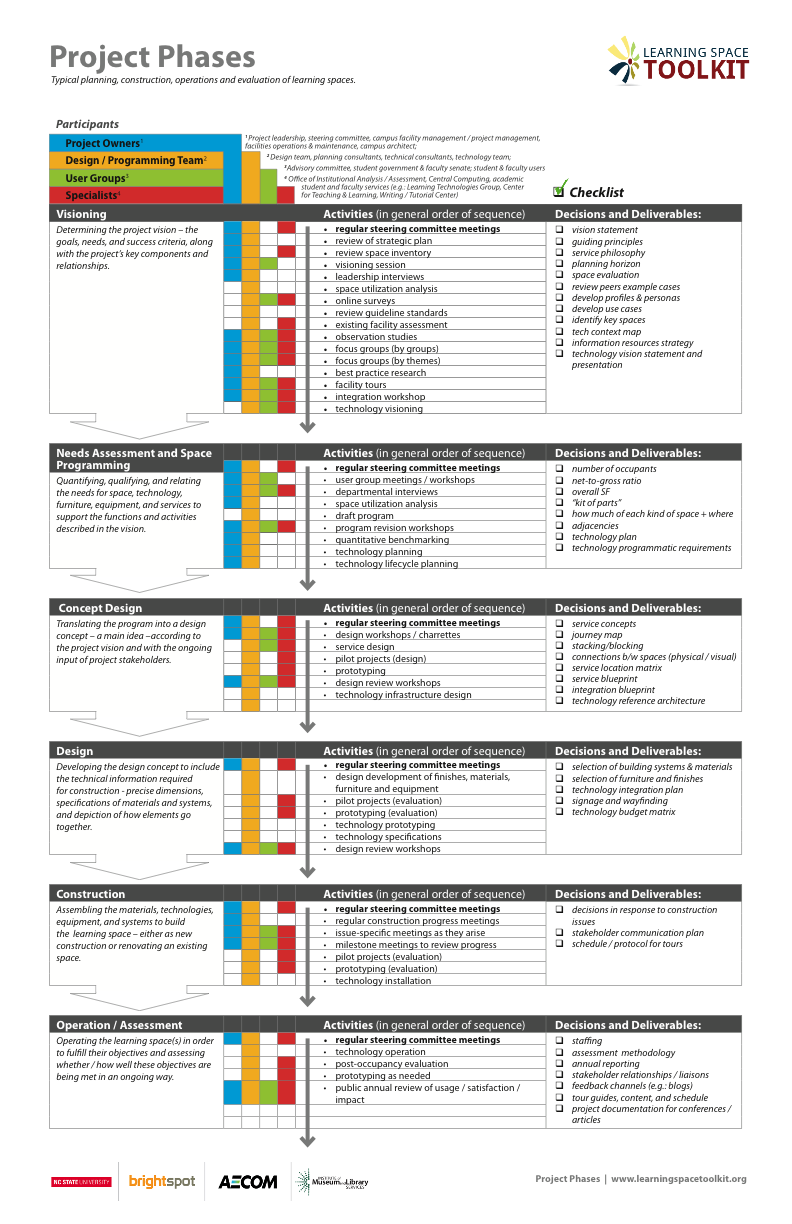 Project Phases
Typical planning, construction, operations and evaluation of learning spaces.
LEARNING SPACE
TOOLKIT
Participants
Project Owners1
Design / Programming Team2
User Groups3
Specialists4
1 Project leadership, steering committee, campus facility management / project management,
facilities operations & maintenance, campus architect;
2 Design team, planning consultants, technical consultants, technology team;
3 Advisory committee, student government & faculty senate; student & faculty users
4 Office of Institutional Analysis / Assessment, Central Computing, academic
student and faculty services (e.g.: Learning Technologies Group, Center
for Teaching & Learning, Writing / Tutorial Center)
Checklist
Visioning
Determining the project vision – the
goals, needs, and success criteria, along
with the project's key components and
relationships.
Activities (in general order of sequence)
• regular steering committee meetings
• review of strategic plan
• review space inventory
• visioning session
• leadership interviews
• space utilization analysis
• online surveys
• review guideline standards
• existing facility assessment
• observation studies
• focus groups (by groups)
• focus groups (by themes)
• best practice research
• facility tours
• integration workshop
• technology visioning
Decisions and Deliverables:
❑ vision statement
❑ guiding principles
❑ service philosophy
❑ planning horizon
❑ space evaluation
❑ review peers example cases
❑ develop profiles & personas
❑ develop use cases
❑ identify key spaces
❑ tech context map
❑ information resources strategy
❑ technology vision statement and
presentation
Needs Assessment and Space
Programming
Quantifying, qualifying, and relating
the needs for space, technology,
furniture, equipment, and services to
support the functions and activities
described in the vision.
Activities (in general order of sequence)
• regular steering committee meetings
• user group meetings / workshops
• departmental interviews
• space utilization analysis
• draft program
• program revision workshops
• quantitative benchmarking
• technology planning
• technology lifecycle planning
Decisions and Deliverables:
❑ number of occupants
❑ net-to-gross ratio
❑ overall SF
❑ "kit of parts"
❑ how much of each kind of space + where
❑ adjacencies
❑ technology plan
❑ technology programmatic requirements
Concept Design
Translating the program into a design
concept – a main idea –according to
the project vision and with the ongoing
input of project stakeholders.
Activities (in general order of sequence)
• regular steering committee meetings
• design workshops / charrettes
• service design
• pilot projects (design)
• prototyping
• design review workshops
• technology infrastructure design
Decisions and Deliverables:
❑ service concepts
❑ journey map
❑ stacking/blocking
❑ connections b/w spaces (physical / visual)
❑ service location matrix
❑ service blueprint
❑ integration blueprint
❑ technology reference architecture
Design
Developing the design concept to include
the technical information required
for construction - precise dimensions,
specifications of materials and systems,
and depiction of how elements go
together.
Activities (in general order of sequence)
• regular steering committee meetings
• design development of finishes, materials,
furniture and equipment
• pilot projects (evaluation)
• prototyping (evaluation)
• technology prototyping
• technology specifications
• design review workshops
Decisions and Deliverables:
❑ selection of building systems & materials
❑ selection of furniture and finishes
❑ technology integration plan
❑ signage and wayfinding
❑ technology budget matrix
Construction
Assembling the materials, technologies,
equipment, and systems to build
the learning space – either as new
construction or renovating an existing
space.
Activities (in general order of sequence)
• regular steering committee meetings
• regular construction progress meetings
• issue-specific meetings as they arise
• milestone meetings to review progress
• pilot projects (evaluation)
• prototyping (evaluation)
• technology installation
Decisions and Deliverables:
❑ decisions in response to construction
issues
❑ stakeholder communication plan
❑ schedule / protocol for tours
Operation / Assessment
Operating the learning space(s) in order
to fulfill their objectives and assessing
whether / how well these objectives are
being met in an ongoing way.
Activities (in general order of sequence)
• regular steering committee meetings
• technology operation
• post-occupancy evaluation
• prototyping as needed
• public annual review of usage / satisfaction /
impact
Decisions and Deliverables:
❑ staffing
❑ assessment methodology
❑ annual reporting
❑ stakeholder relationships / liaisons
❑ feedback channels (e.g.: blogs)
❑ tour guides, content, and schedule
❑ project documentation for conferences /
articles
NC STATE UNIVERSITY
brightspot
AECOM
INSTITUTE of
Museum and Library
SERVICES
Project Phases | www.learningspacetoolkit.org